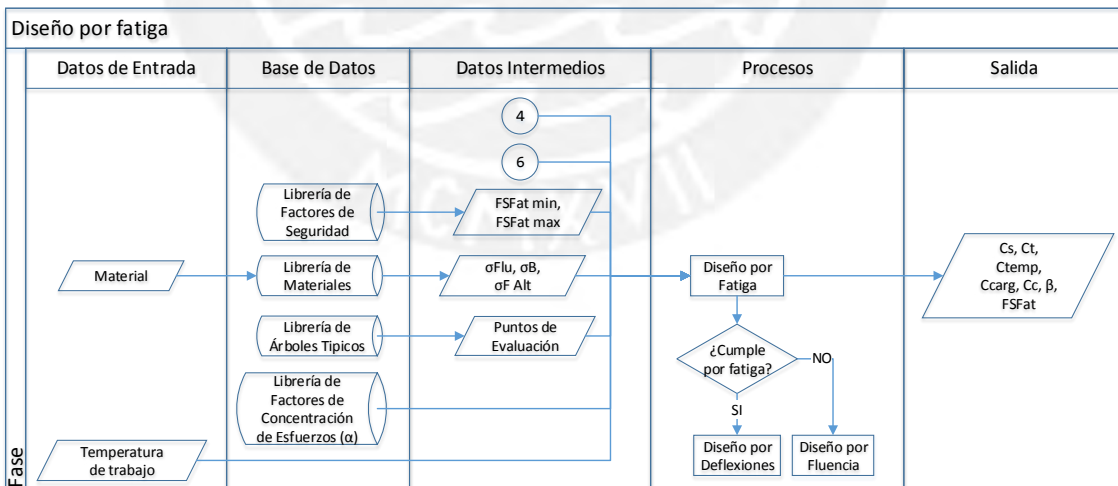 Diseño por fatiga
Datos de Entrada
Base de Datos
Datos Intermedios
Procesos
Salida
Fase
4
6
Librería de
Factores de
Seguridad
FSFat min,
FSFat max
Material
Librería de
Materiales
σFlu, σB,
σF Alt
Diseño por
Fatiga
Cs, Ct,
Ctemp,
Ccarg, Cc, β,
FSFat
Librería de
Árboles Tipicos
Puntos de
Evaluación
¿Cumple
por fatiga?
NO
SI
Librería de
Factores de
Concentración
de Esfuerzos (α)
Temperatura
de trabajo
Diseño por
Deflexiones
Diseño por
Fluencia